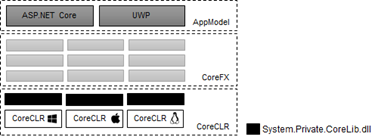 ASP.NET Core
UWP
AppModel
CoreFX
CoreCLR
CoreCLR
CoreCLR
CoreCLR
System.Private.CoreLib.dll